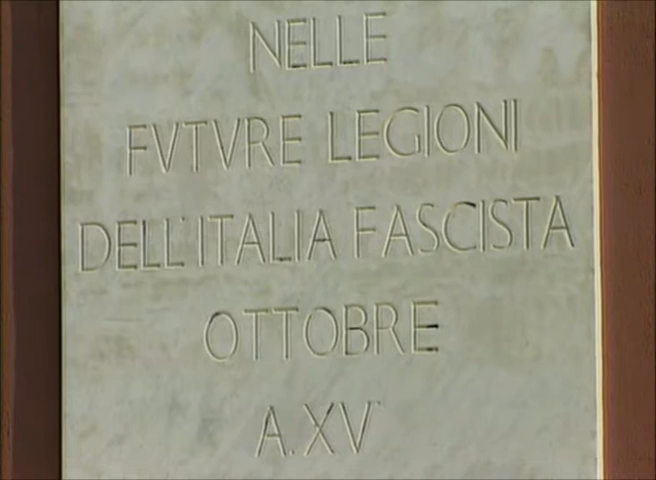 NELLE
FVTVRE LEGIONI
DELL'ITALIA FASCISTA
OTTOBRE
A.XV